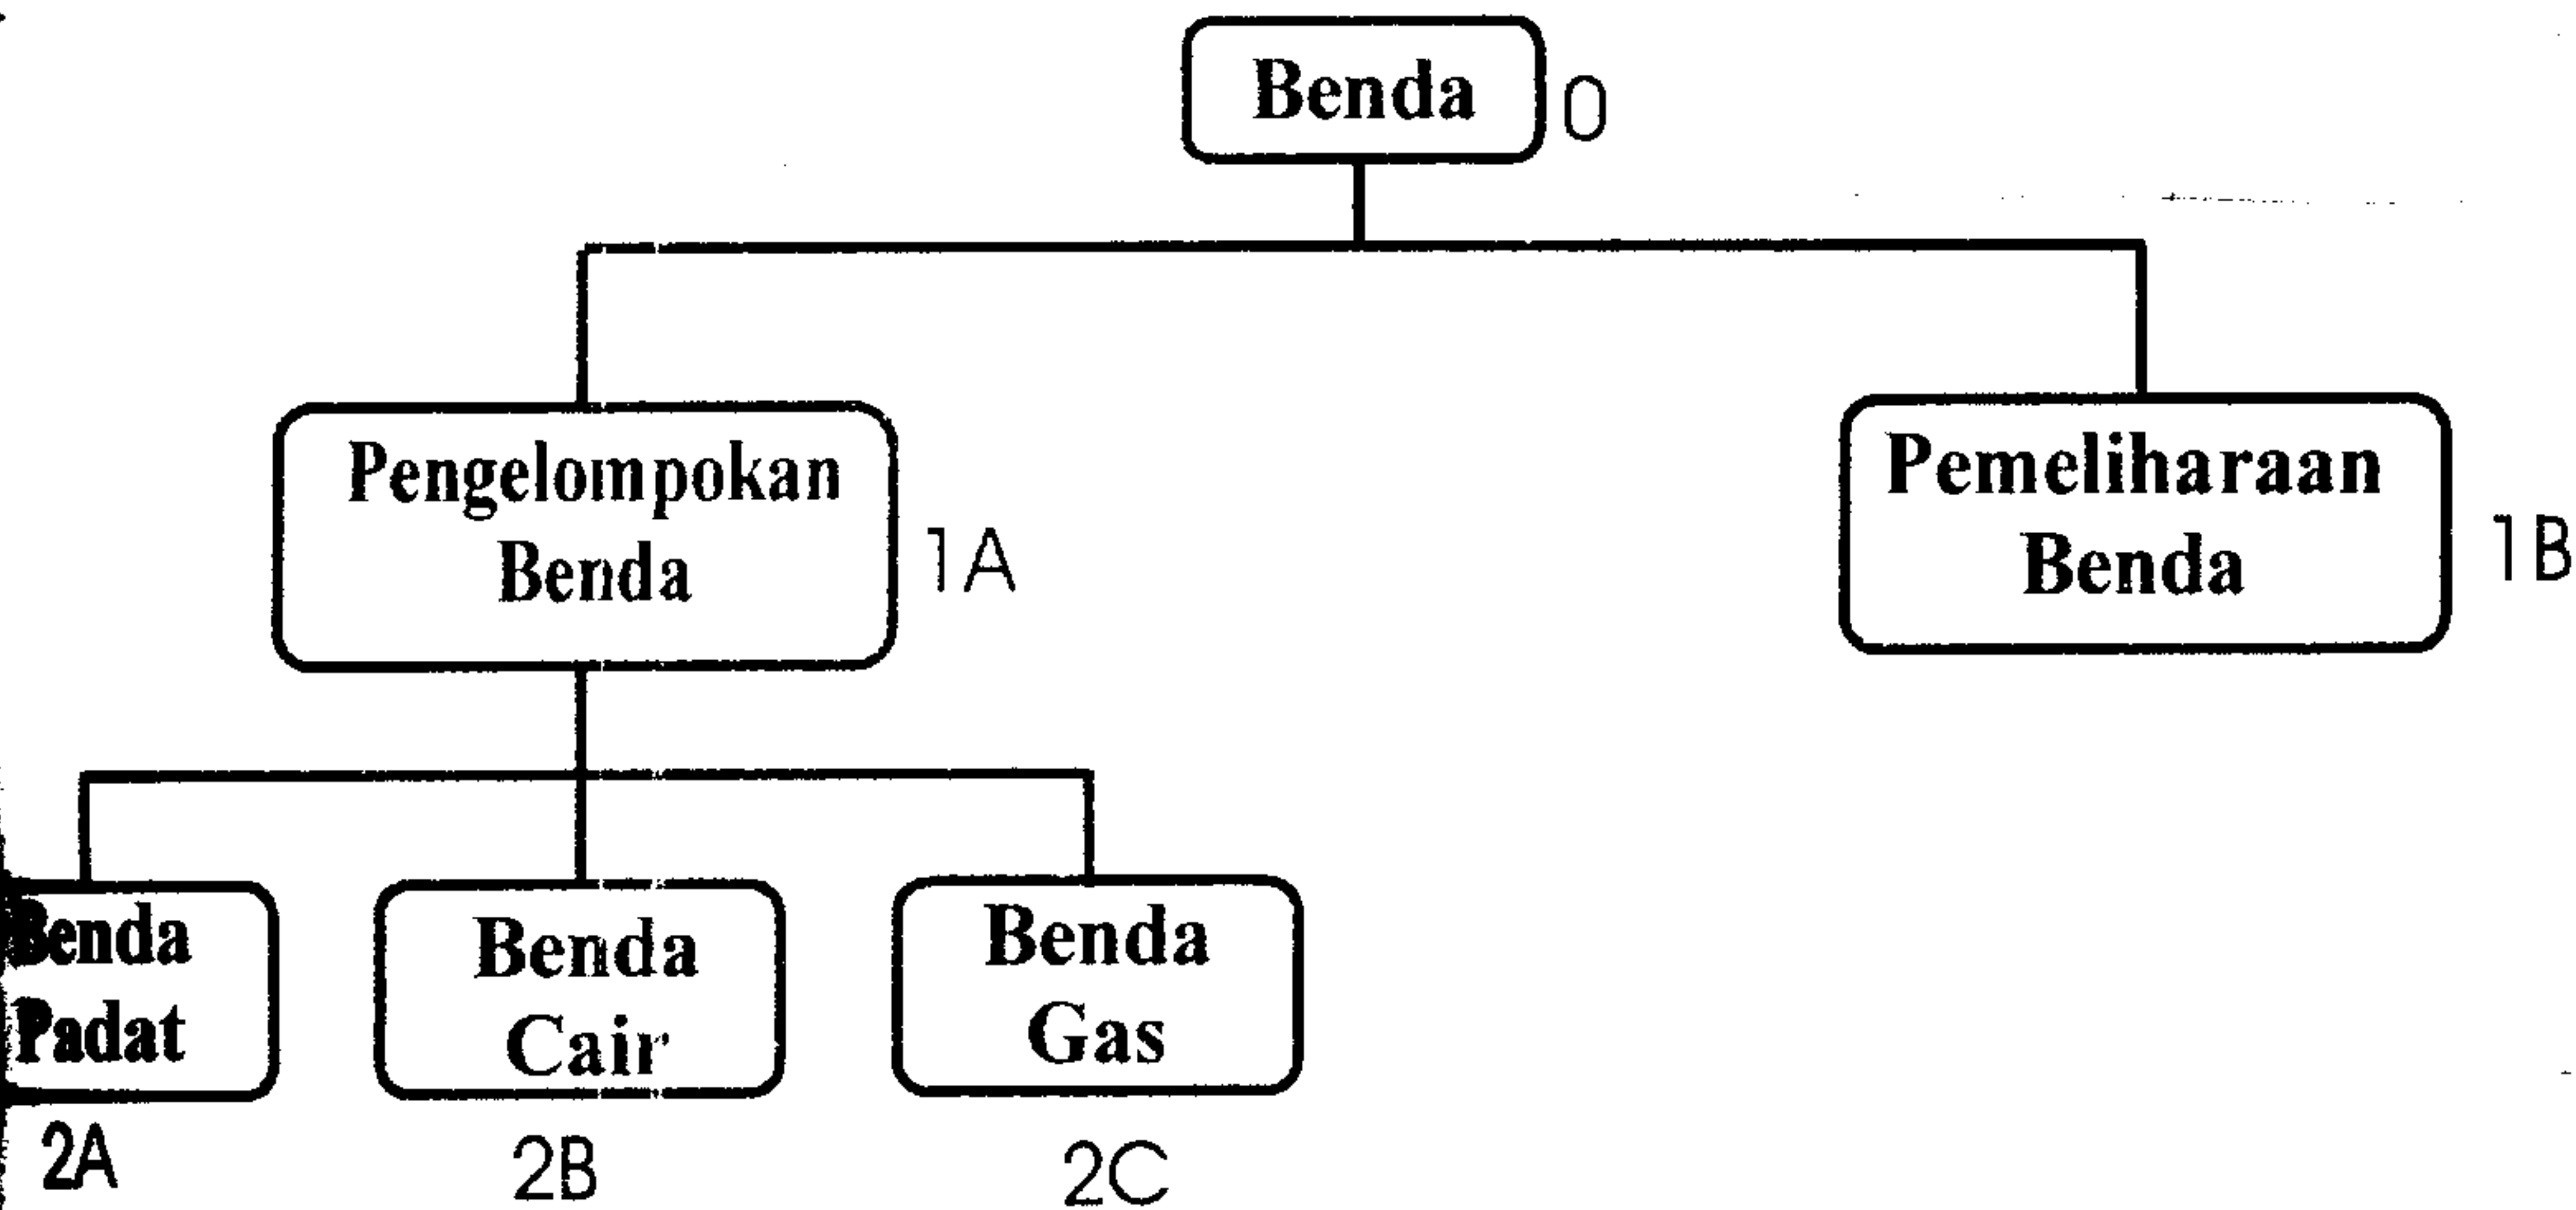 Benda
0
Pengelompokan
Benda
1A
Pemeliharaan
Benda
1B
Benda
Padat
2A
Benda
Cair
2B
Benda
Gas
2C